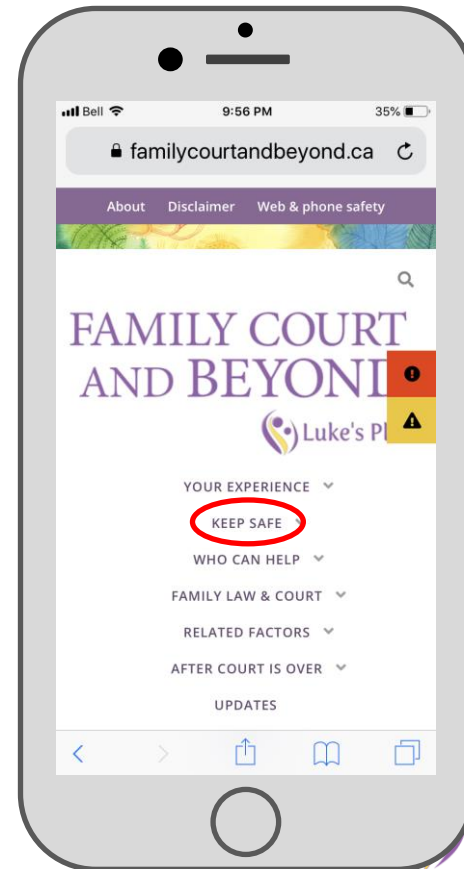 Bell 9:56 PM 35%
familycourtandbeyond.ca
About Disclaimer Web & phone safety
FAMILY COURT
AND BEYOND
Luke's Pl
YOUR EXPERIENCE
KEEP SAFE
WHO CAN HELP
FAMILY LAW & COURT
RELATED FACTORS
AFTER COURT IS OVER
UPDATES